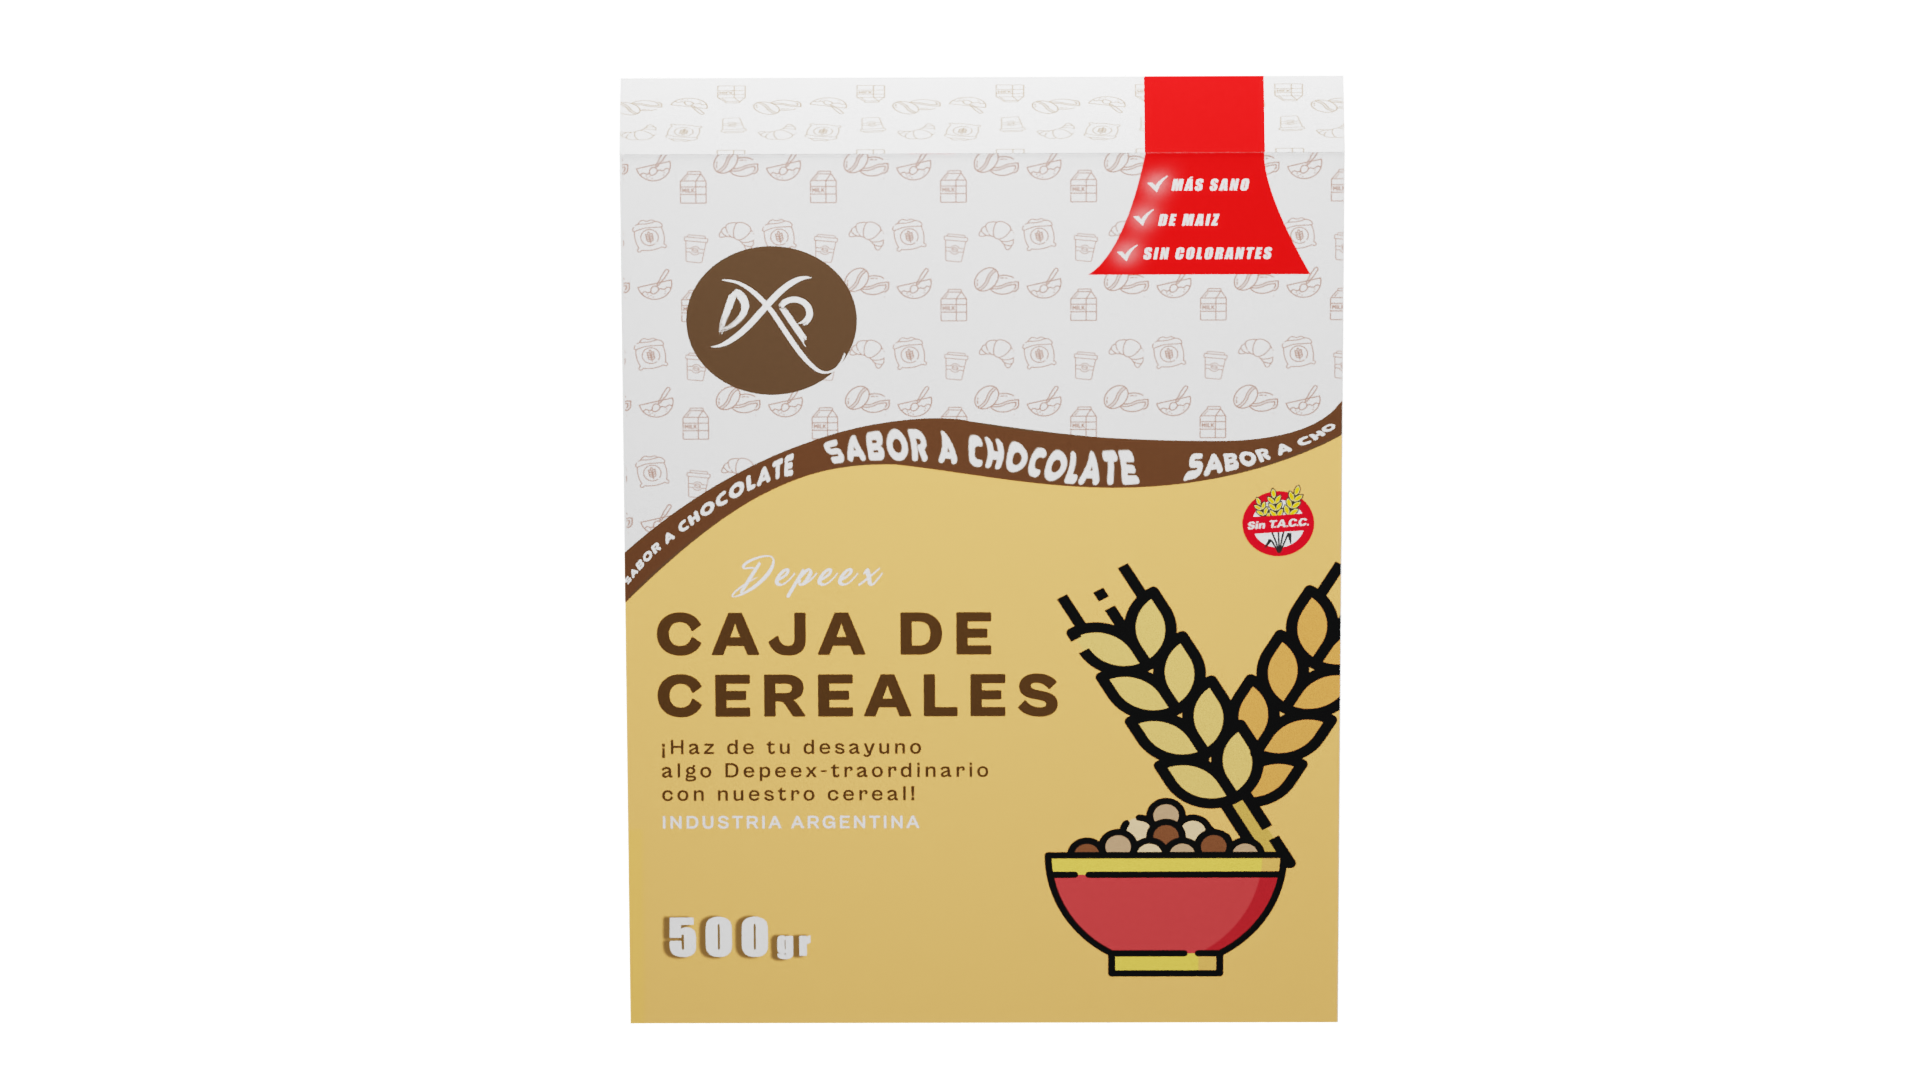 MÁS SANO
DE MAIZ
SIN COLORANTES
DXP
SABOR A CHOCOLATE SABOR A CHOCOLATE SABOR A CHO
Sin T.A.C.C.
Depeex
CAJA DE
CEREALES
¡Haz de tu desayuno
algo Depeex-traordinario
con nuestro cereal!
INDUSTRIA ARGENTINA
500gr